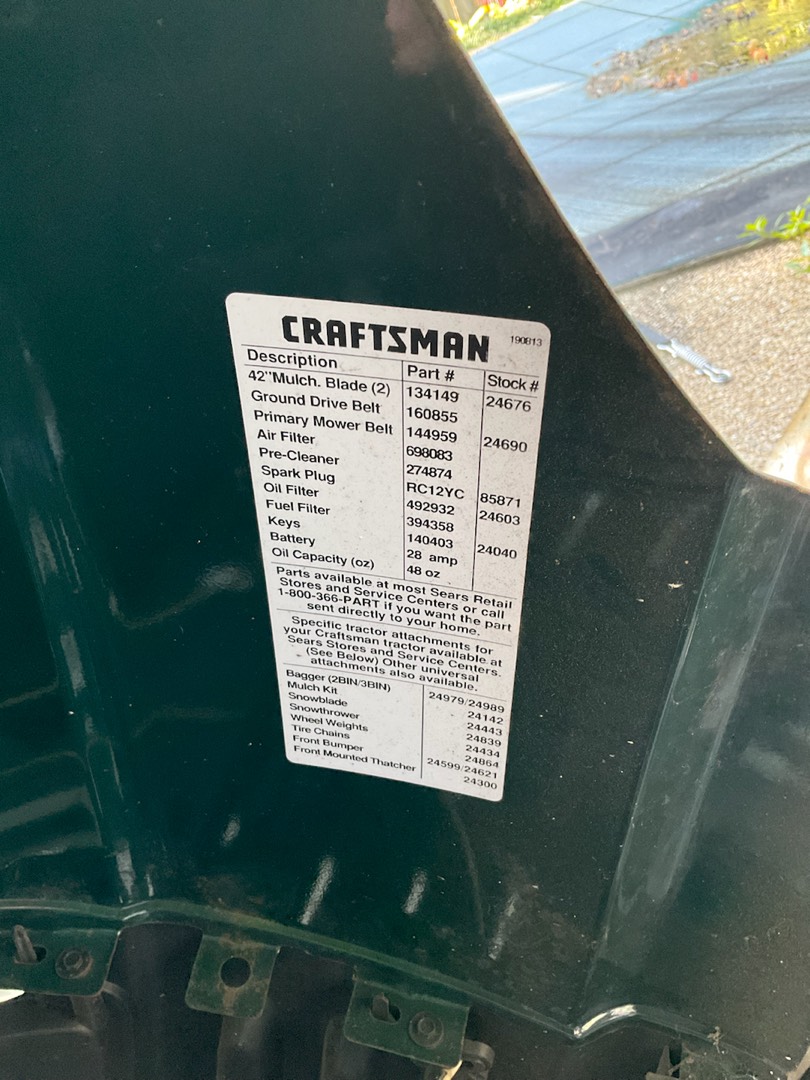 CRAFTSMAN 190813
Description Part # Stock #
42"Mulch. Blade (2) 134149 24676
Ground Drive Belt 160855
Primary Mower Belt 144959 24690
Air Filter 698083
Pre-Cleaner 274874
Spark Plug RC12YC 85871
Oil Filter 492932 24603
Fuel Filter 394358
Keys 140403 24040
Battery 28 amp
Oil Capacity (oz) 48 oz
Parts available at most Sears Retail
Stores and Service Centers or call
1-800-366-PART if you want the part
sent directly to your home.
Specific tractor attachments for
your Craftsman tractor available at
Sears Stores and Service Centers.
(See Below) Other universal
attachments also available.
Bagger (2BIN/3BIN) 24979/24989
Mulch Kit 24142
Snowblade 24443
Snowthrower 24839
Wheel Weights 24434
Tire Chains 24864
Front Bumper 24599/24621
Front Mounted Thatcher 24300